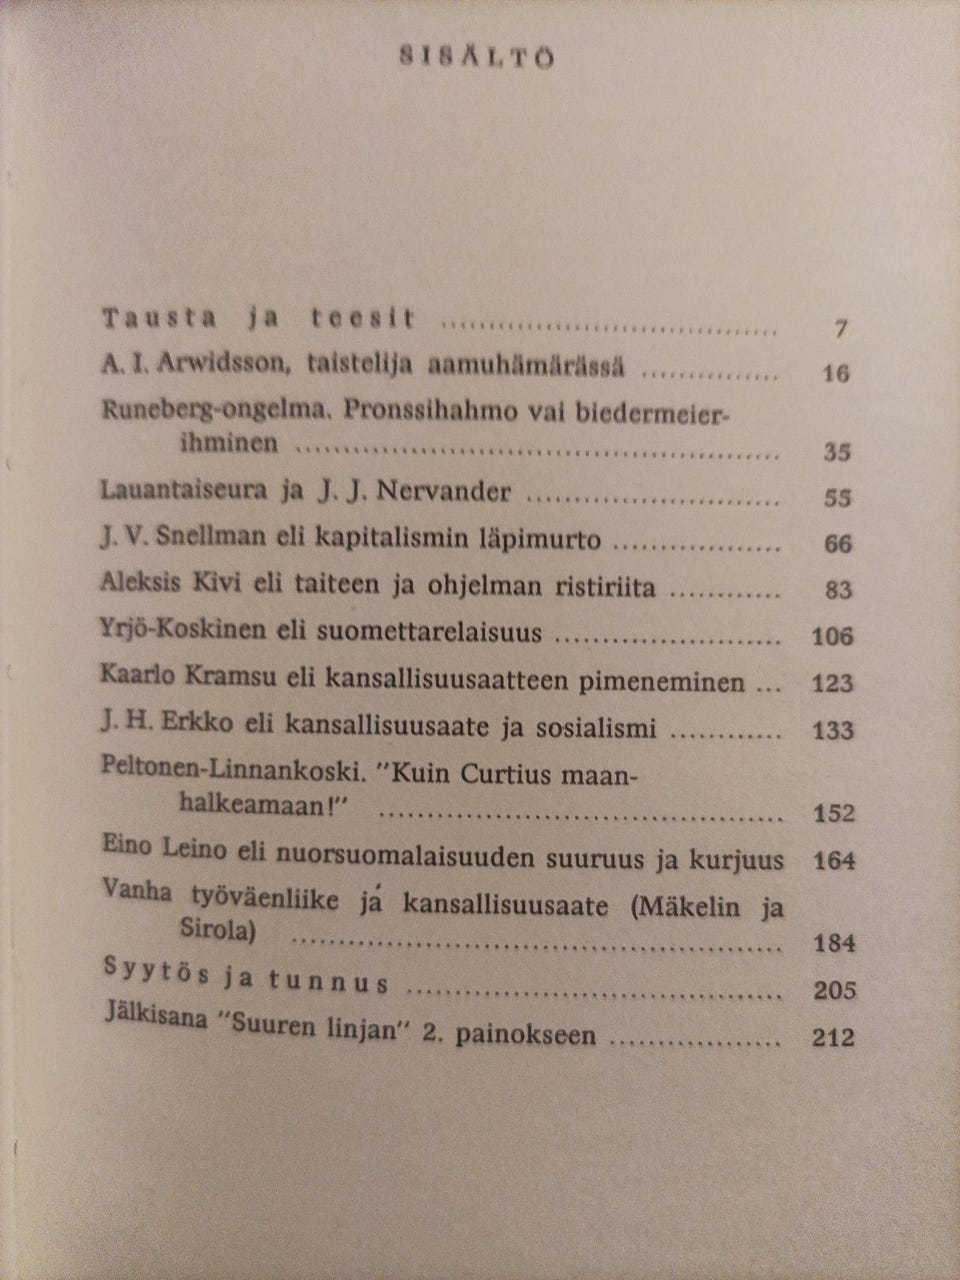 SISÄLTÖ
Tausta ja teesit .................................... 7
A. I. Arwidsson, taistelija aamuhämärässä ............... 16
Runeberg-ongelma. Pronssihahmo vai biedermeier-
ihminen .................................................... 35
Lauantaiseura ja J. J. Nervander ........................... 55
J. V. Snellman eli kapitalismin läpimurto .................. 66
Aleksis Kivi eli taiteen ja ohjelman ristiriita ............ 83
Yrjö-Koskinen eli suomettarelaisuus ........................ 106
Kaarlo Kramsu eli kansallisuusaatteen pimeneminen ... 123
J. H. Erkko eli kansallisuusaate ja sosialismi ............ 133
Peltonen-Linnankoski. "Kuin Curtius maan-
halkeamaan!" ........................................... 152
Eino Leino eli nuorsuomalaisuuden suuruus ja kurjuus 164
Vanha työväenliike ja kansallisuusaate (Mäkelin ja
Sirola) .................................................... 184
Syytös ja tunnus ....................................... 205
Jälkisana "Suuren linjan" 2. painokseen .................. 212